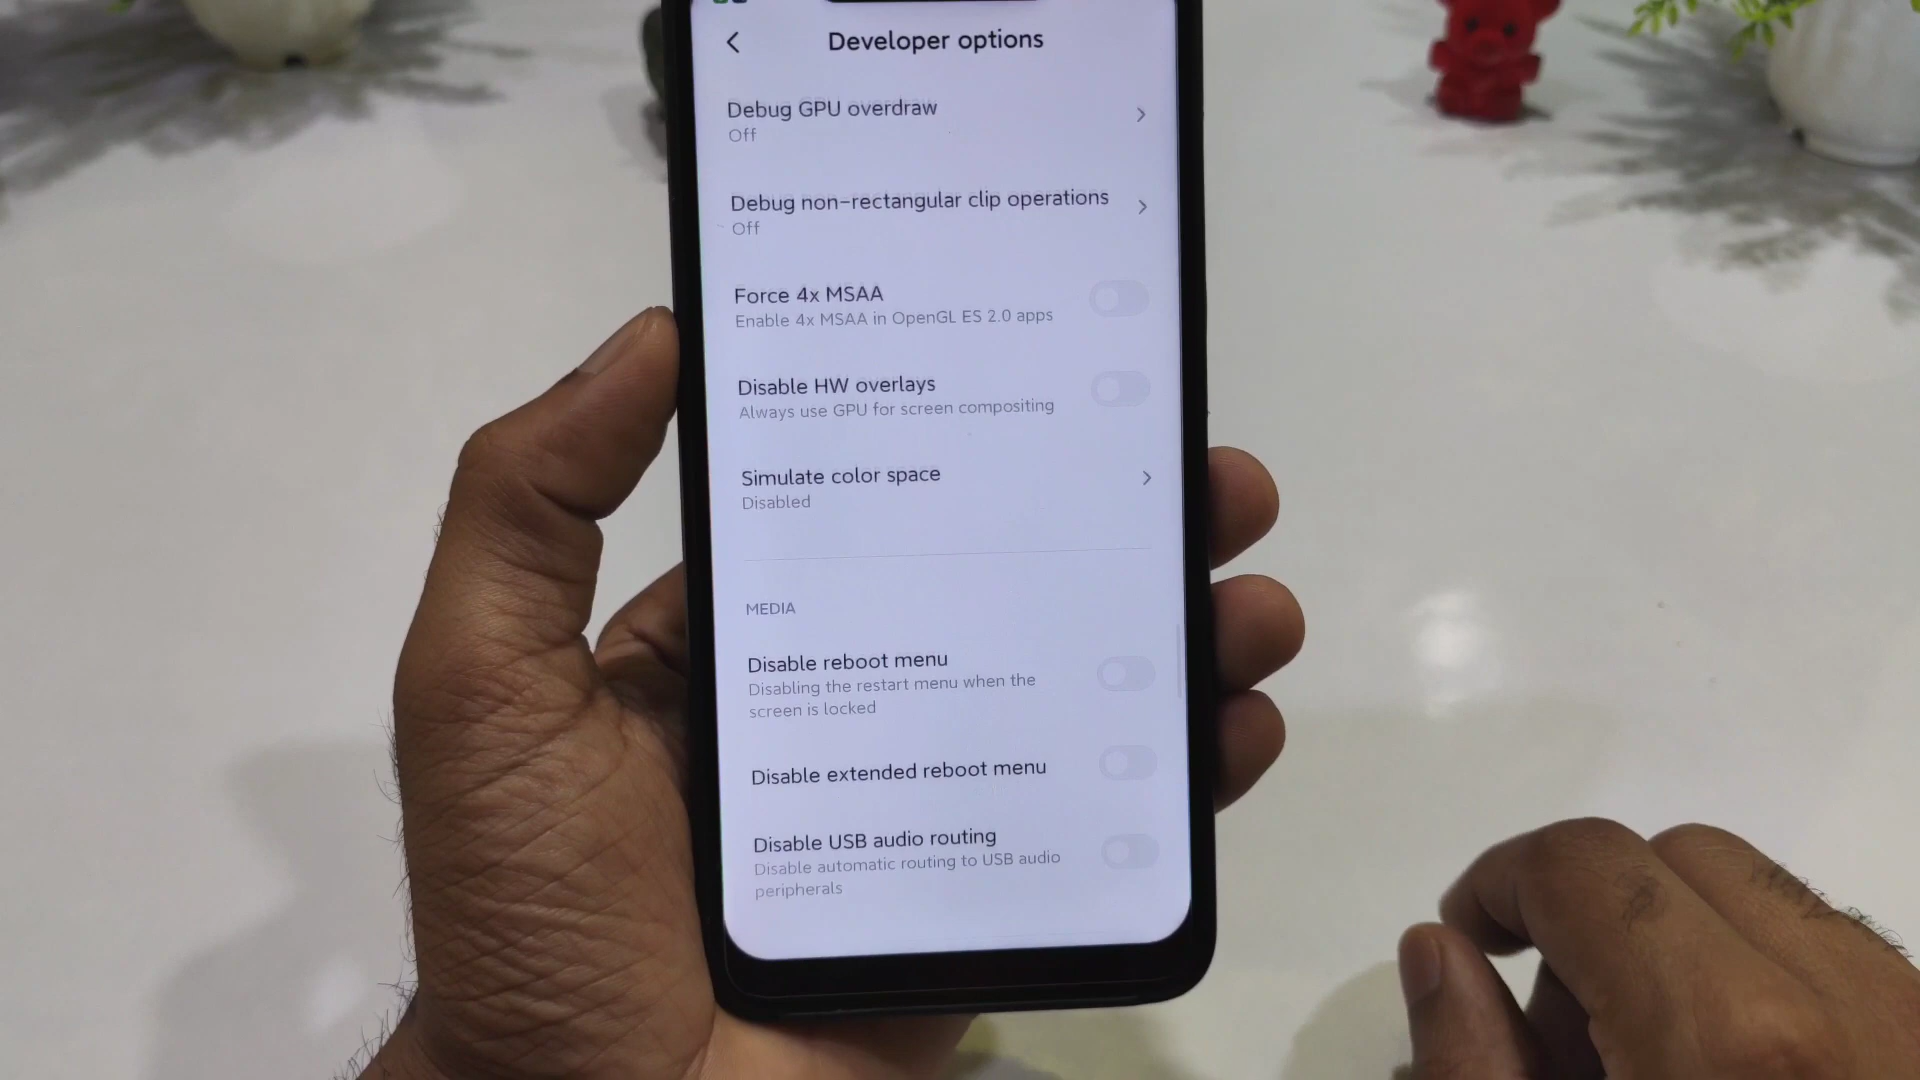 Developer options
Debug GPU overdraw
Off
Debug non-rectangular clip operations
Off
Force 4x MSAA
Enable 4x MSAA in OpenGL ES 2.0 apps
Disable HW overlays
Always use GPU for screen compositing
Simulate color space
Disabled
MEDIA
Disable reboot menu
Disabling the restart menu when the
screen is locked
Disable extended reboot menu
Disable USB audio routing
Disable automatic routing to USB audio
peripherals